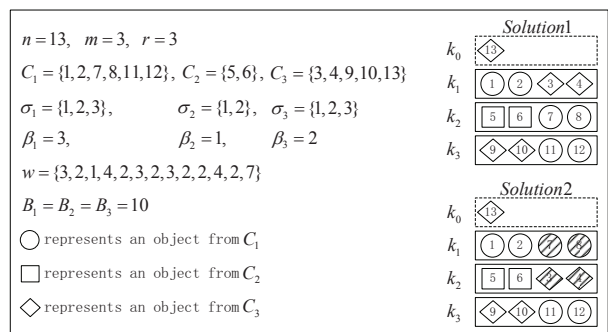 n = 13, m = 3, r = 3
C₁ = {1,2,7,8,11,12}, C₂ = {5,6}, C₃ = {3,4,9,10,13}
σ₁ = {1,2,3}, σ₂ = {1,2}, σ₃ = {1,2,3}
β₁ = 3, β₂ = 1, β₃ = 2
w = {3,2,1,4,2,3,2,3,2,2,4,2,7}
B₁ = B₂ = B₃ = 10
represents an object from C₁
represents an object from C₂
represents an object from C₃
Solution1
k₀ 13
k₁ 1 2 3 4
k₂ 5 6 7 8
k₃ 9 10 11 12
Solution2
k₀ 13
k₁ 1 2 7 8
k₂ 5 6 3 4
k₃ 9 10 11 12